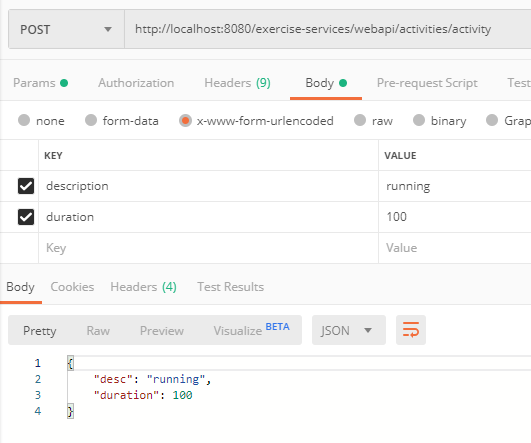 POST http://localhost:8080/exercise-services/webapi/activities/activity
Params Authorization Headers (9) Body Pre-request Script Test
none form-data x-www-form-urlencoded raw binary Grap
KEY VALUE
description running
duration 100
Key Value
Body Cookies Headers (4) Test Results
Pretty Raw Preview Visualize BETA JSON
1 {
2 "desc": "running",
3 "duration": 100
4 }